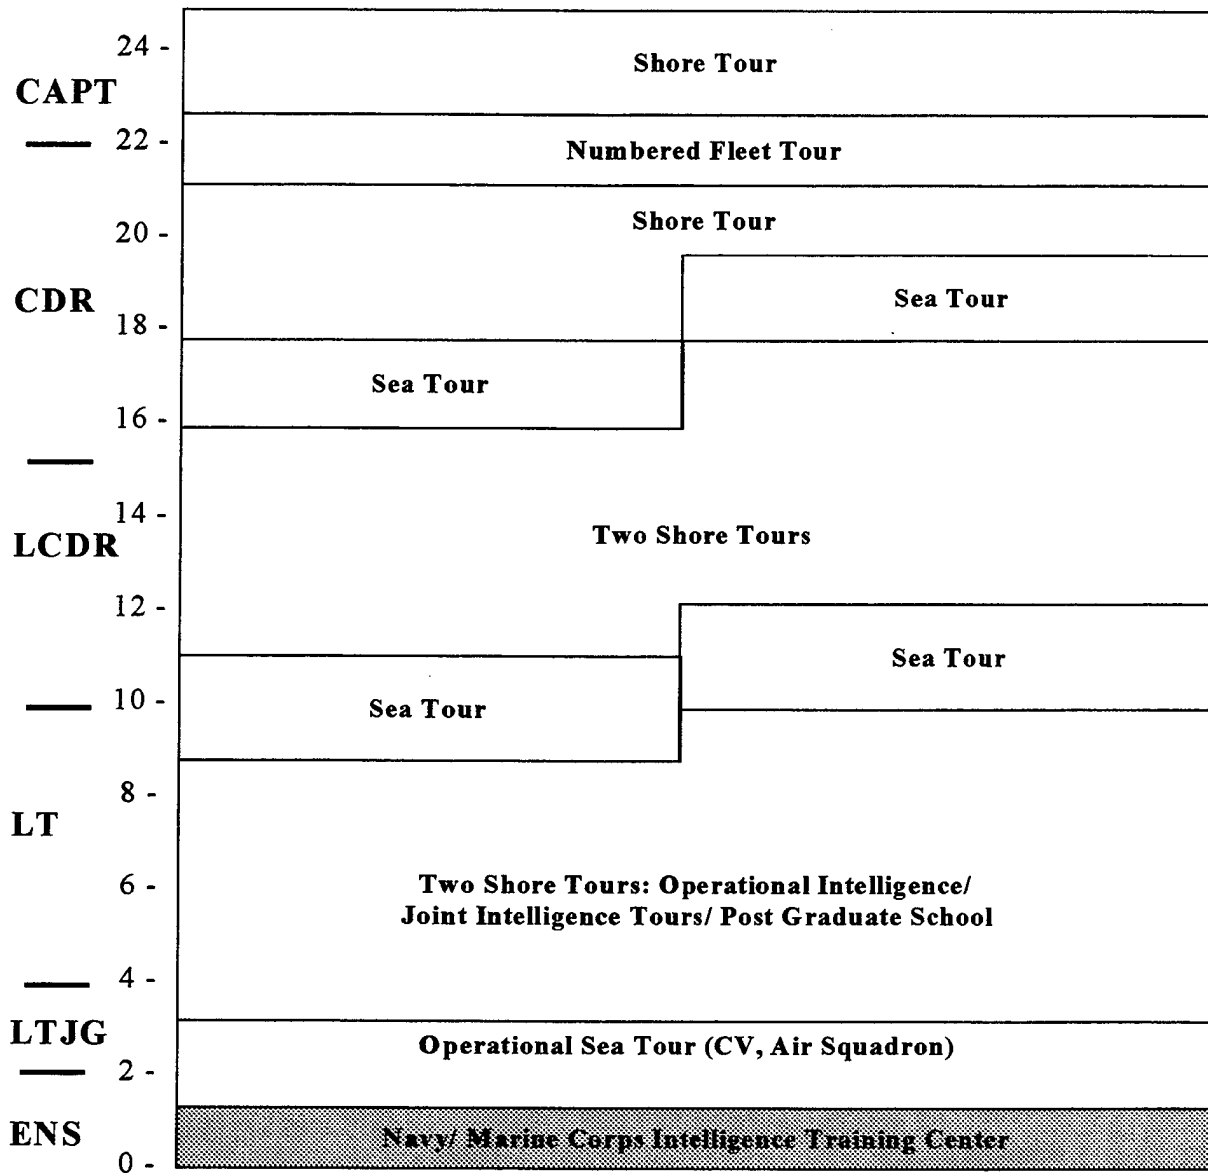 24 -
Shore Tour
CAPT
22 -
Numbered Fleet Tour
Shore Tour
20 -
CDR
Sea Tour
18 -
Sea Tour
16 -
14 -
LCDR
Two Shore Tours
12 -
Sea Tour
10 -
Sea Tour
8 -
LT
6 -
Two Shore Tours: Operational Intelligence/
Joint Intelligence Tours/ Post Graduate School
4 -
LTJG
Operational Sea Tour (CV, Air Squadron)
2 -
ENS
Navy/ Marine Corps Intelligence Training Center
0 -